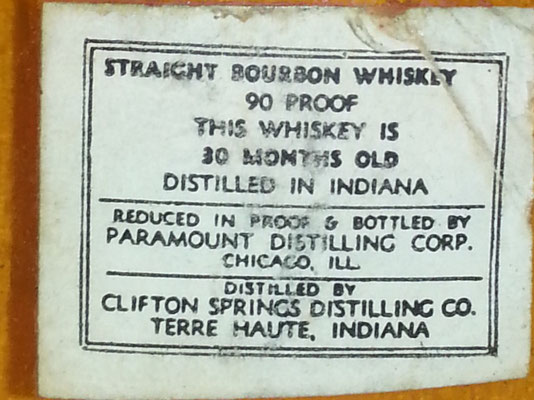 STRAIGHT BOURBON WHISKEY
90 PROOF
THIS WHISKEY IS
30 MONTHS OLD
DISTILLED IN INDIANA
REDUCED IN PROOF & BOTTLED BY
PARAMOUNT DISTILLING CORP.
CHICAGO, ILL.
DISTILLED BY
CLIFTON SPRINGS DISTILLING CO.
TERRE HAUTE, INDIANA